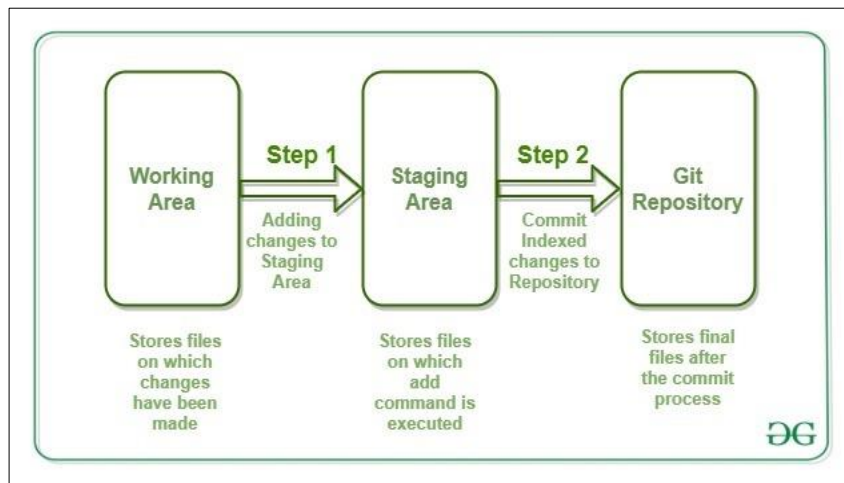 Working
Area
Step 1
Adding
changes to
Staging
Area
Staging
Area
Step 2
Commit
Indexed
changes to
Repository
Git
Repository
Stores files
on which
changes
have been
made
Stores files
on which
add
command is
executed
Stores final
files after
the commit
process